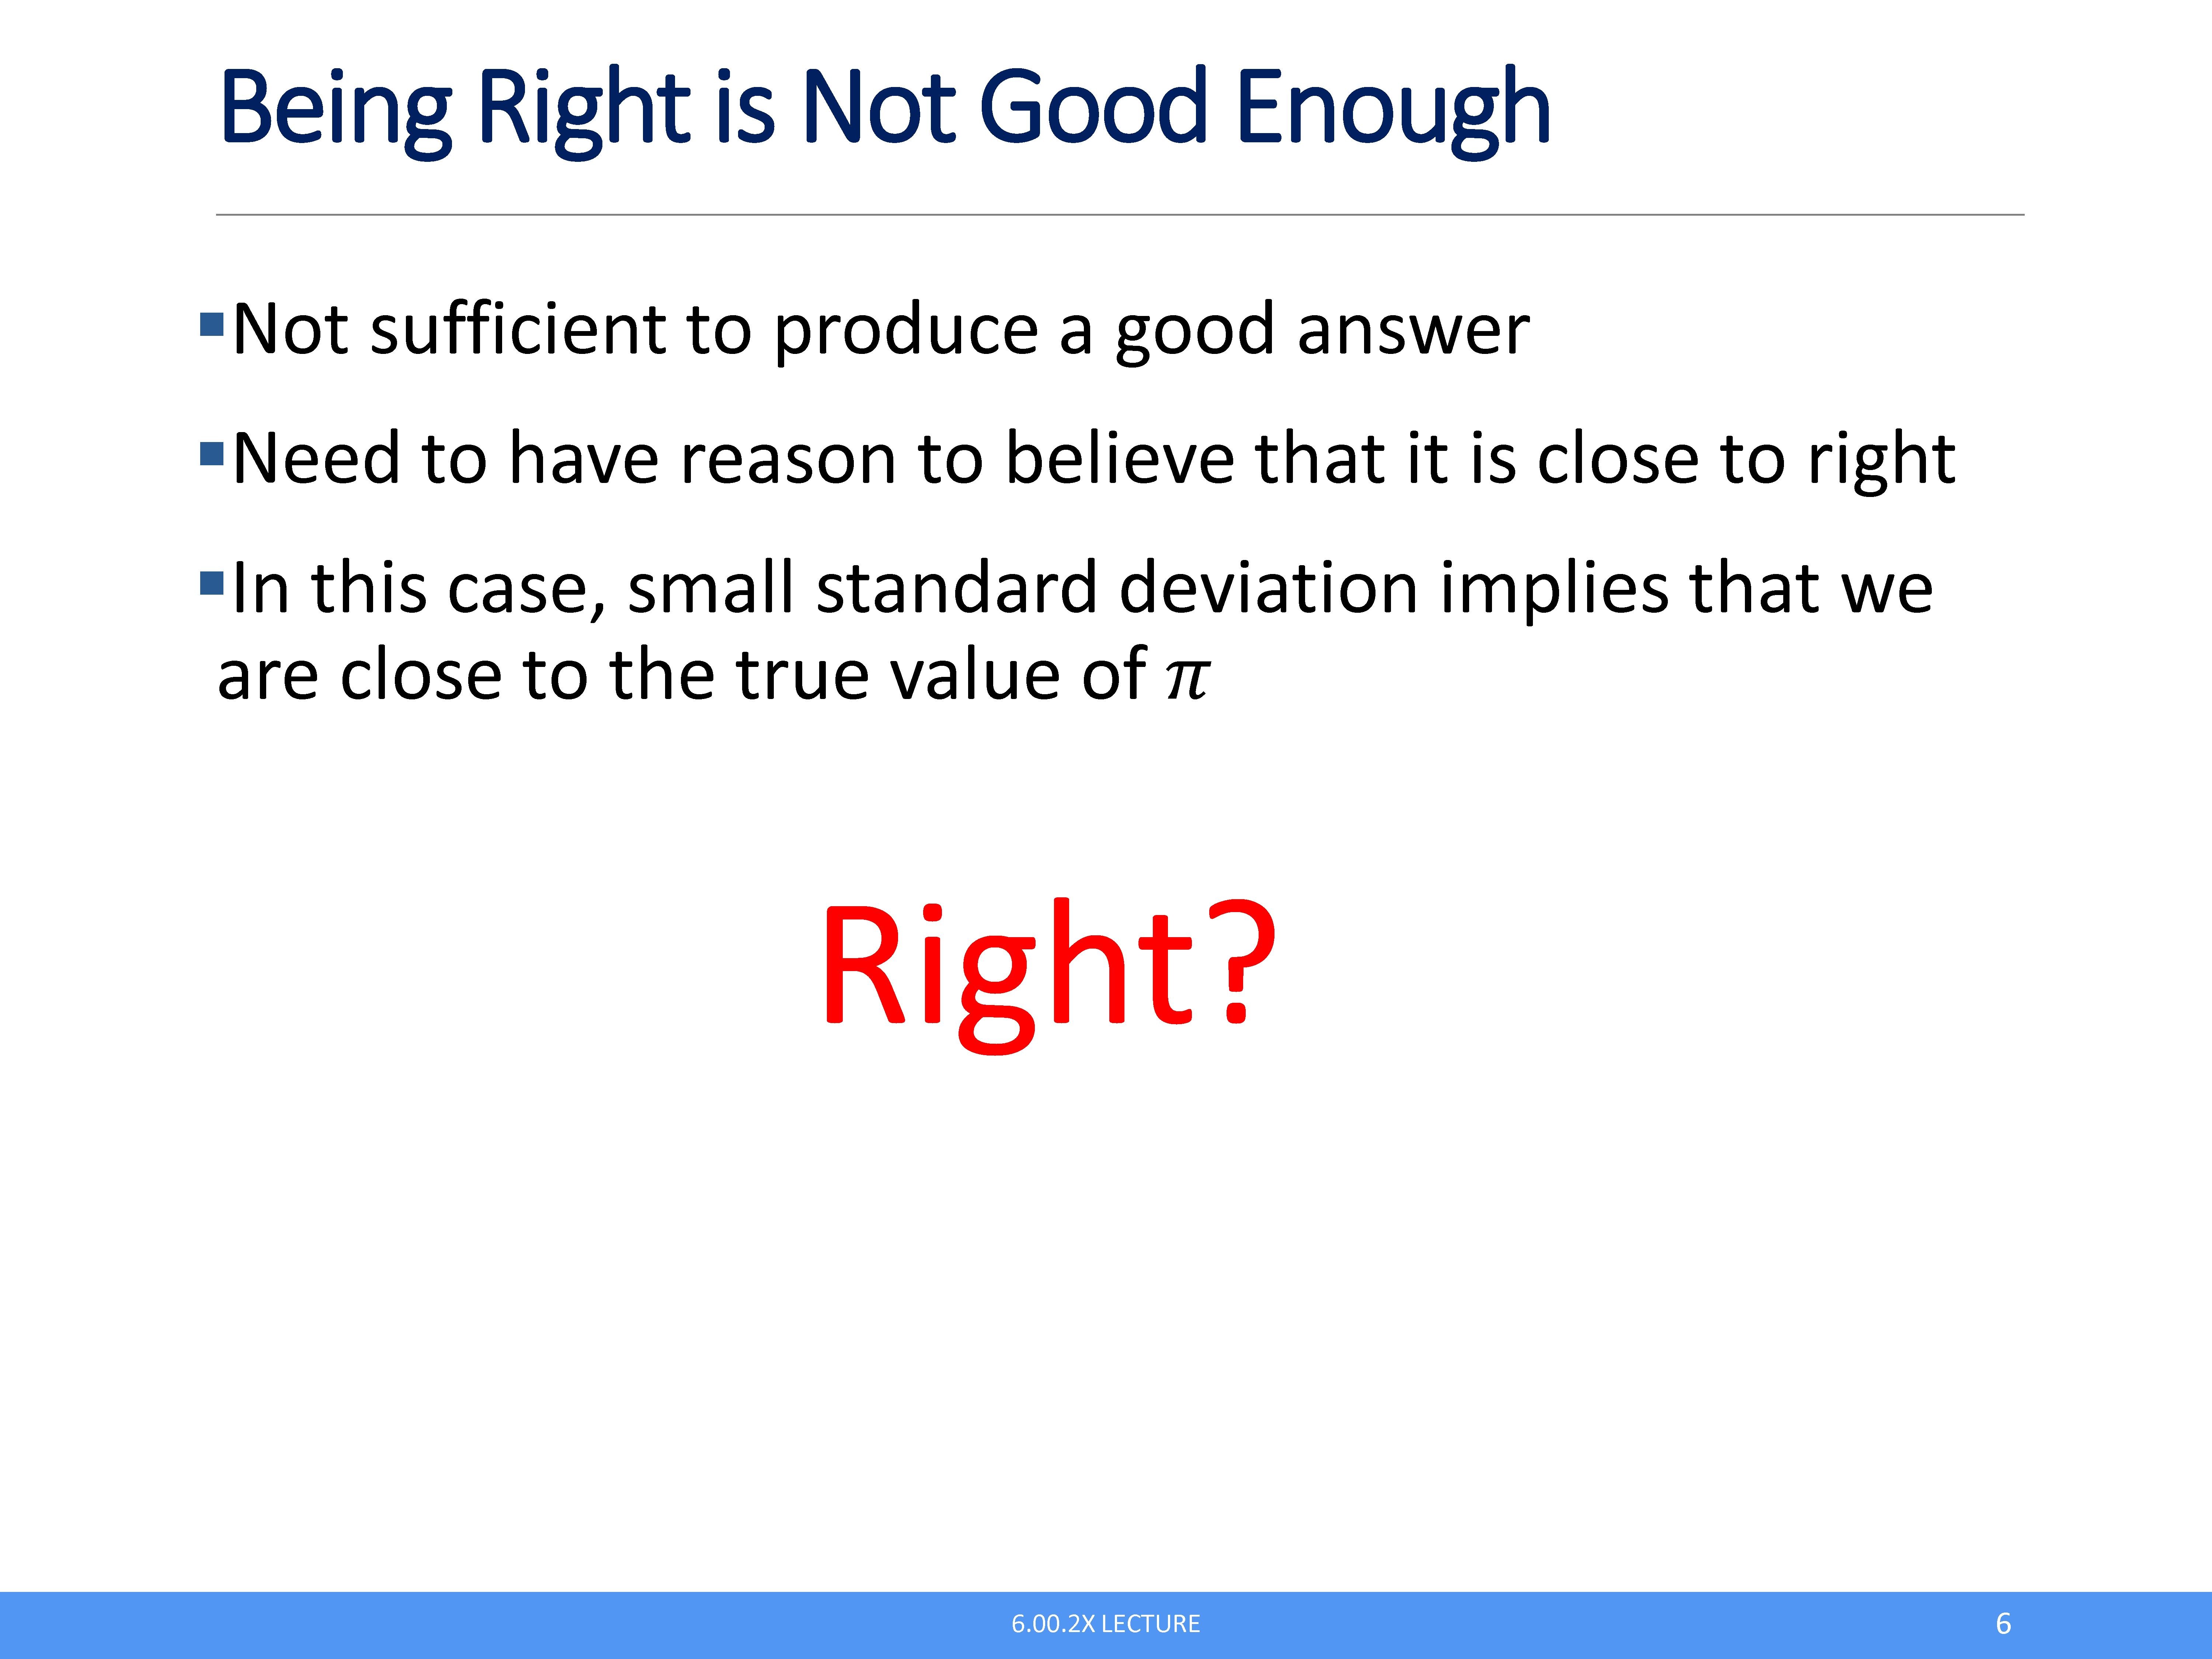 Being Right is Not Good Enough
▪Not sufficient to produce a good answer
▪Need to have reason to believe that it is close to right
▪In this case, small standard deviation implies that we
are close to the true value of π
Right?
6.00.2X LECTURE
6